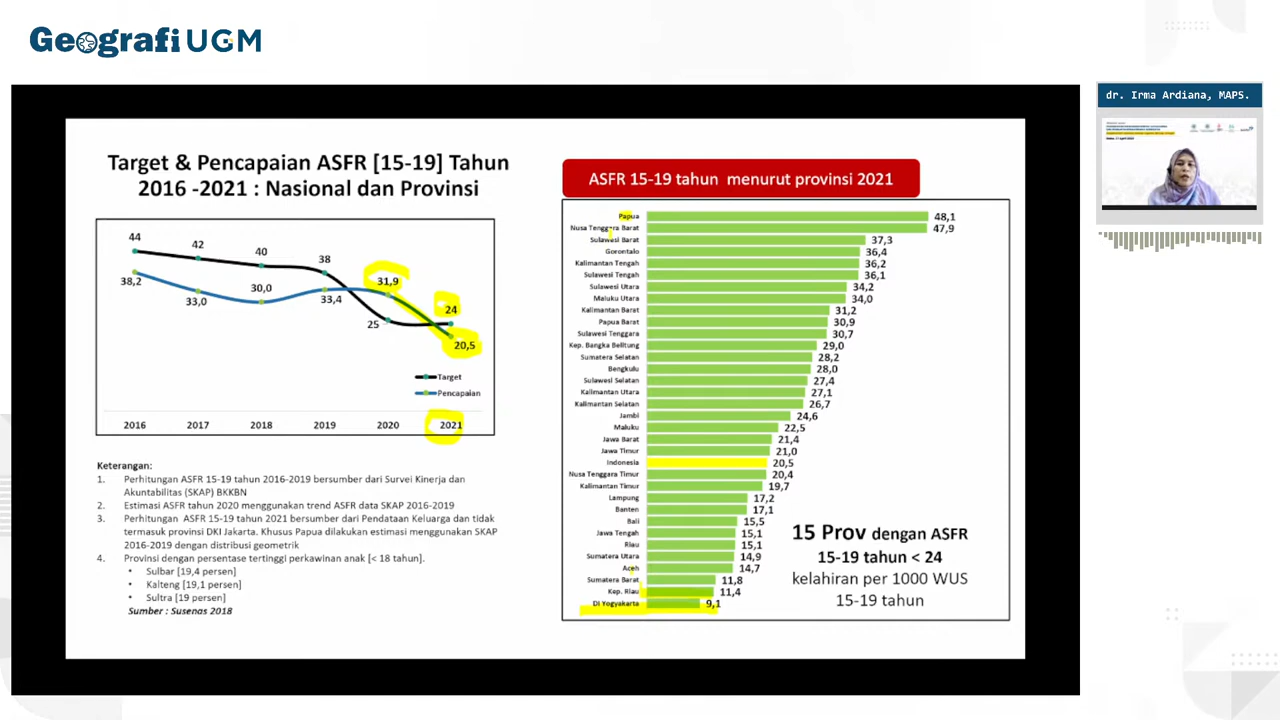 Geografi UGM
dr. Irma Ardiana, MAPS.
Target & Pencapaian ASFR [15-19] Tahun
2016 -2021 : Nasional dan Provinsi
44
42
40
38
31,9
24
38,2
33,0
30,0
33,4
25
20,5
Target
Pencapaian
2016 2017 2018 2019 2020 2021
Keterangan:
1. Perhitungan ASFR 15-19 tahun 2016-2019 bersumber dari Survei Kinerja dan
Akuntabilitas (SKAP) BKKBN
2. Estimasi ASFR tahun 2020 menggunakan trend ASFR data SKAP 2016-2019
3. Perhitungan ASFR 15-19 tahun 2021 bersumber dari Pendataan Keluarga dan tidak
termasuk provinsi DKI Jakarta. Khusus Papua dilakukan estimasi menggunakan SKAP
2016-2019 dengan distribusi geometrik
4. Provinsi dengan persentase tertinggi perkawinan anak [< 18 tahun].
• Sulbar [19,4 persen]
• Kalteng [19,1 persen]
• Sultra [19 persen]
Sumber : Susenas 2018
ASFR 15-19 tahun menurut provinsi 2021
Papua 48,1
Nusa Tenggara Barat 47,9
Sulawesi Barat 37,3
Gorontalo 36,4
Kalimantan Tengah 36,2
Sulawesi Tengah 36,1
Sulawesi Utara 34,2
Maluku Utara 34,0
Kalimantan Barat 31,2
Papua Barat 30,9
Sulawesi Tenggara 30,7
Kep. Bangka Belitung 29,0
Sumatera Selatan 28,2
Bengkulu 28,0
Sulawesi Selatan 27,4
Kalimantan Utara 27,1
Kalimantan Selatan 26,7
Jambi 24,6
Maluku 22,5
Jawa Barat 21,4
Jawa Timur 21,0
Indonesia 20,5
Nusa Tenggara Timur 20,4
Kalimantan Timur 19,7
Lampung 17,2
Banten 17,1
Bali 15,5
Jawa Tengah 15,1
Riau 15,1
Sumatera Utara 14,9
Aceh 14,7
Sumatera Barat 11,8
Kep. Riau 11,4
DI Yogyakarta 9,1
15 Prov dengan ASFR
15-19 tahun < 24
kelahiran per 1000 WUS
15-19 tahun